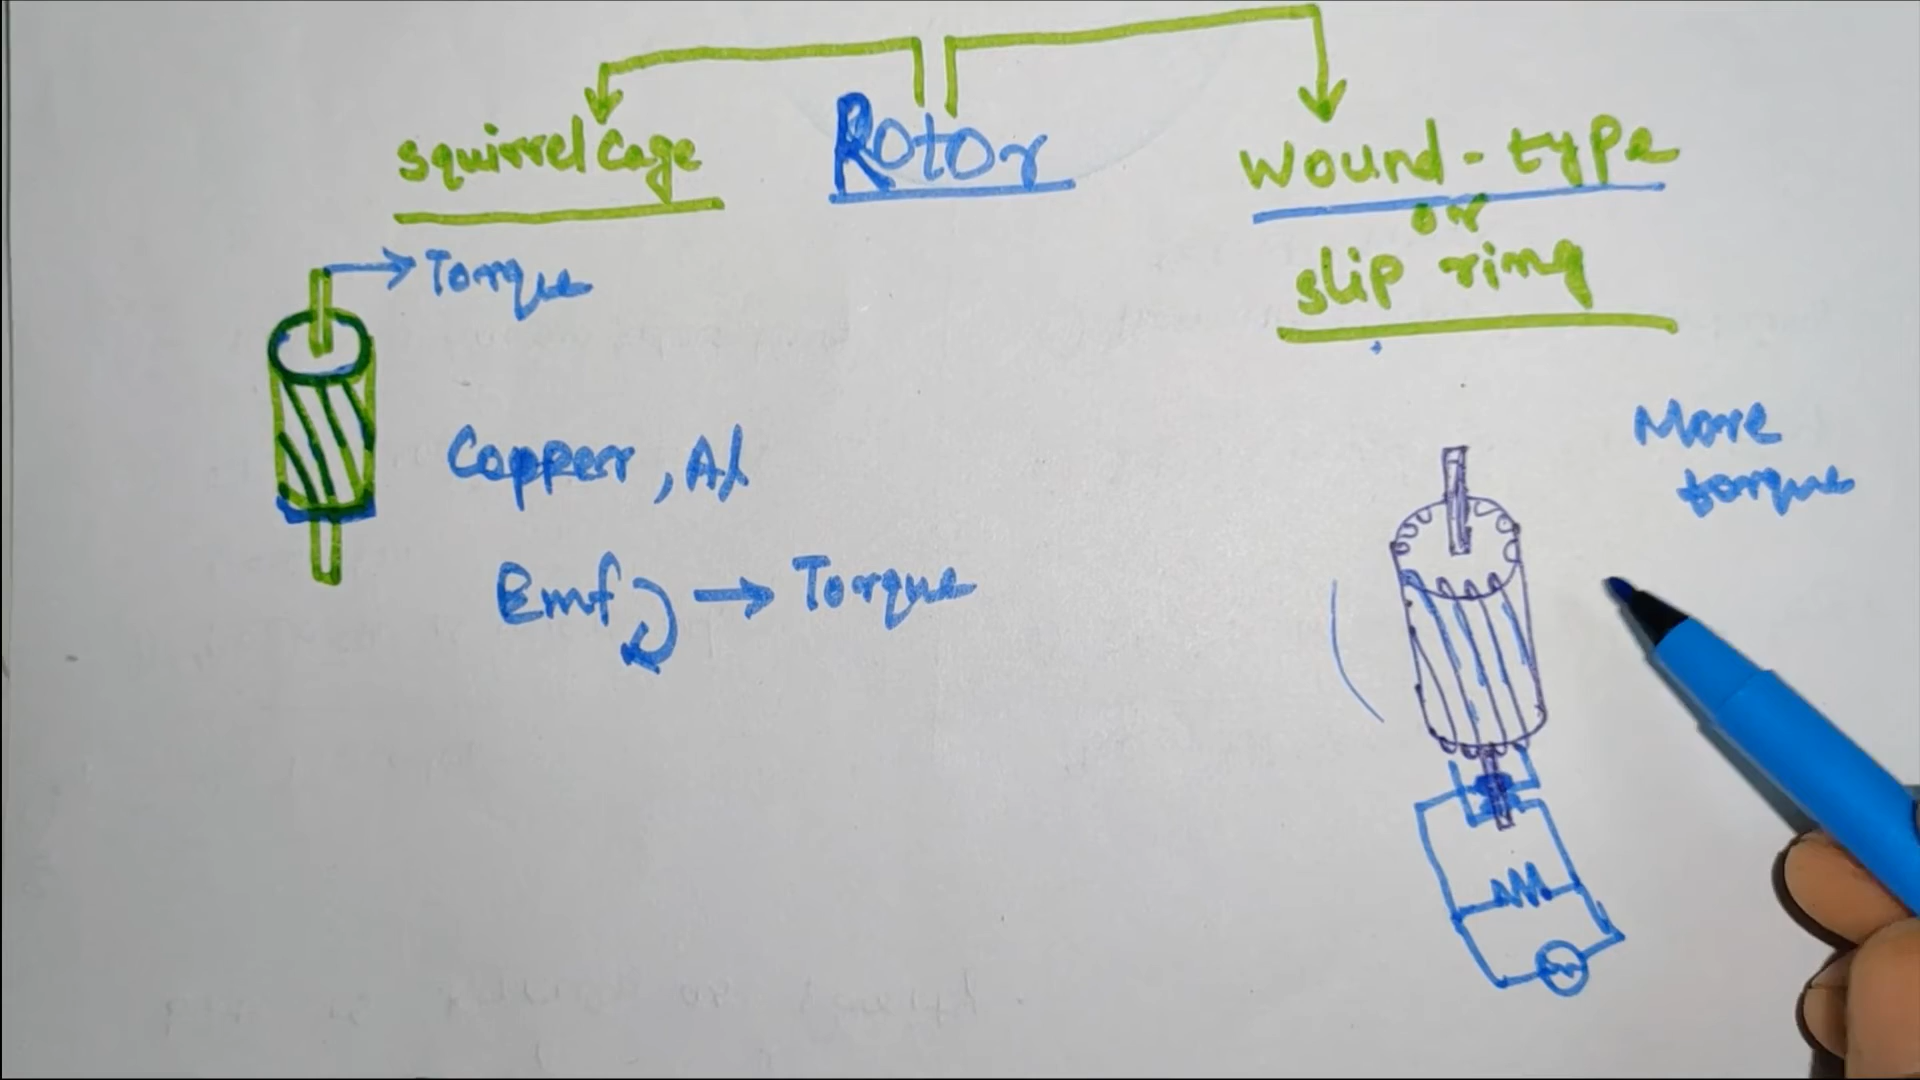 Rotor
squirrel Cage
Torque
Copper, Al
Emf → Torque
wound-type
or
slip ring
More
torque